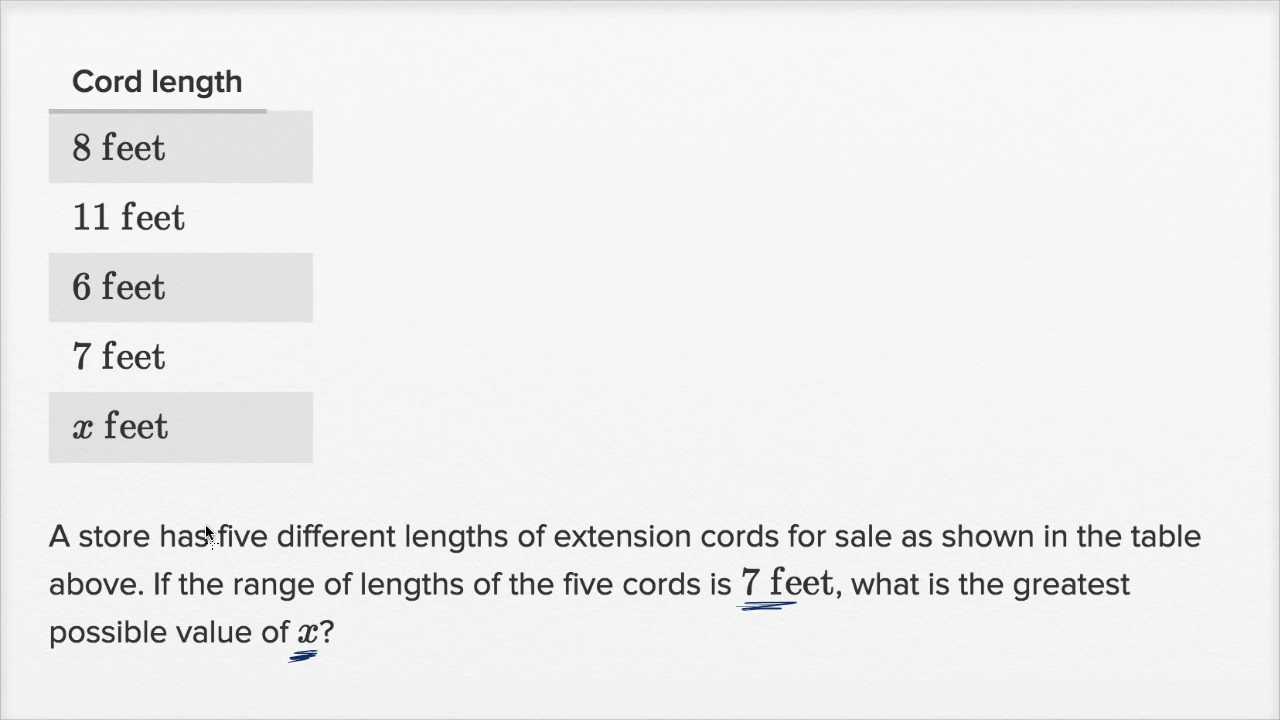 Cord length
8 feet
11 feet
6 feet
7 feet
x feet
A store has five different lengths of extension cords for sale as shown in the table
above. If the range of lengths of the five cords is 7 feet, what is the greatest
possible value of x?